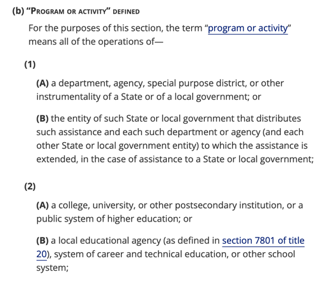 (b) “PROGRAM OR ACTIVITY” DEFINED
For the purposes of this section, the term “program or activity”
means all of the operations of—
(1)
(A) a department, agency, special purpose district, or other
instrumentality of a State or of a local government; or
(B) the entity of such State or local government that distributes
such assistance and each such department or agency (and each
other State or local government entity) to which the assistance is
extended, in the case of assistance to a State or local government;
(2)
(A) a college, university, or other postsecondary institution, or a
public system of higher education; or
(B) a local educational agency (as defined in section 7801 of title
20), system of career and technical education, or other school
system;